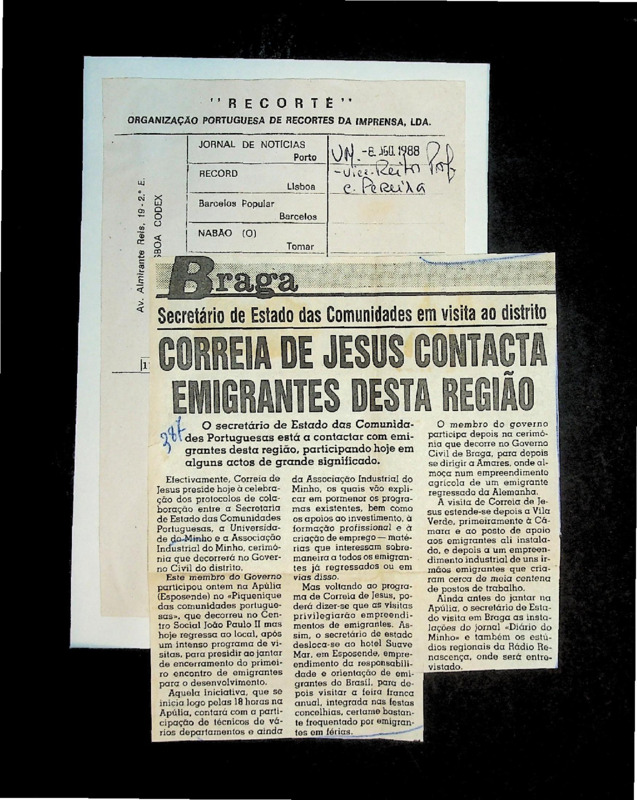 "RECORTE"
ORGANIZAÇÃO PORTUGUESA DE RECORTES DA IMPRENSA, LDA.
JORNAL DE NOTÍCIAS
Porto
RECORD
Lisboa
Barcelos Popular
Barcelos
NABÃO (O)
Tomar
Av. Almirante Reis, 19-2.º E.
BOA CODEX
-8. AGO. 1988
-Vice-Reitor Prof.
C. Pereira
387
Braga
Secretário de Estado das Comunidades em visita ao distrito
CORREIA DE JESUS CONTACTA
EMIGRANTES DESTA REGIÃO
O secretário de Estado das Comunida-
des Portuguesas está a contactar com emi-
grantes desta região, participando hoje em
alguns actos de grande significado.
Efectivamente, Correia de
Jesus preside hoje à celebra-
ção dos protocolos de cola-
boração entre a Secretaria
de Estado das Comunidades
Portuguesas, a Universida-
de do Minho e a Associação
Industrial do Minho, cerimó-
nia que decorrerá no Gover-
no Civil do distrito.
Este membro do Governo
participou ontem na Apúlia
(Esposende) no «Piquenique
das comunidades portugue-
sas», que decorreu no Cen-
tro Social João Paulo II mas
hoje regressa ao local, após
um intenso programa de vi-
sitas, para presidir ao jantar
de encerramento do primei-
ro encontro de emigrantes
para o desenvolvimento.
Aquela iniciativa, que se
inicia logo pelas 18 horas na
Apúlia, contará com a parti-
cipação de técnicos de vá-
rios departamentos e ainda
da Associação Industrial do
Minho, os quais vão expli-
car em pormenor os progra-
mas existentes, bem como
os apoios ao investimento, à
formação profissional e à
criação de emprego — maté-
rias que interessam sobre-
maneira a todos os emigran-
tes já regressados ou em
vias disso.
Mas voltando ao progra-
ma de Correia de Jesus, po-
derá dizer-se que as visitas
privilegiarão empreendi-
mentos de emigrantes. As-
sim, o secretário de estado
desloca-se ao hotel Suave
Mar, em Esposende, empre-
endimento da responsabili-
dade e orientação de emi-
grantes do Brasil, para de-
pois visitar a feira franca
anual, integrada nas festas
concelhias, certame bastan-
te frequentado por emigran-
tes em férias.
O membro do governo
participa depois na cerimó-
nia que decorre no Governo
Civil de Braga, para depois
se dirigir a Amares, onde al-
moça num empreendimento
agrícola de um emigrante
regressado da Alemanha.
A visita de Correia de Je-
sus estende-se depois a Vila
Verde, primeiramente à Câ-
mara e ao posto de apoio
aos emigrantes ali instala-
do, e depois a um empreen-
dimento industrial de uns ir-
mãos emigrantes que cria-
ram cerca de meia centena
de postos de trabalho.
Ainda antes do jantar na
Apúlia, o secretário de Esta-
do visita em Braga as ins-
talações do jornal «Diário do
Minho» e também os estú-
dios regionais da Rádio Re-
nascença, onde será entre-
vistado.